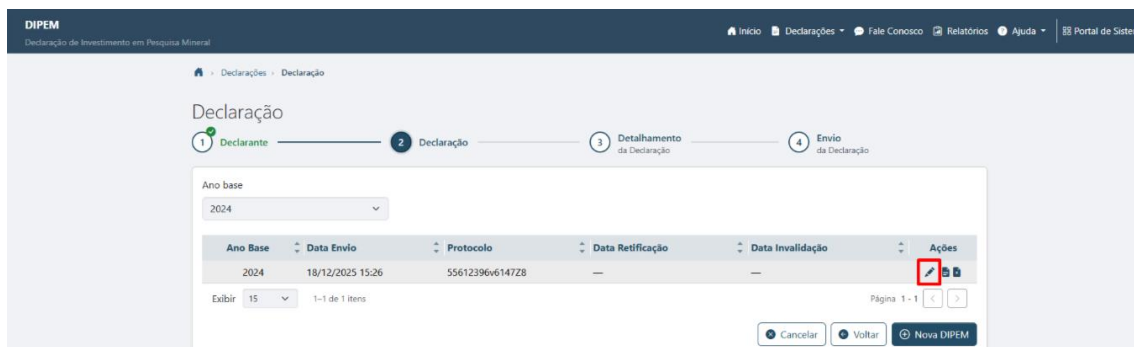 DIPEM
Declaração de Investimento em Pesquisa Mineral
Início Declarações Fale Conosco Relatórios Ajuda Portal de Sister
Declarações Declaração
Declaração
1 Declarante 2 Declaração 3 Detalhamento da Declaração 4 Envio da Declaração
Ano base
2024
Ano Base Data Envio Protocolo Data Retificação Data Invalidação Ações
2024 18/12/2025 15:26 55612396v6147Z8 — —
Exibir 15 1–1 de 1 itens Página 1 - 1
Cancelar Voltar Nova DIPEM